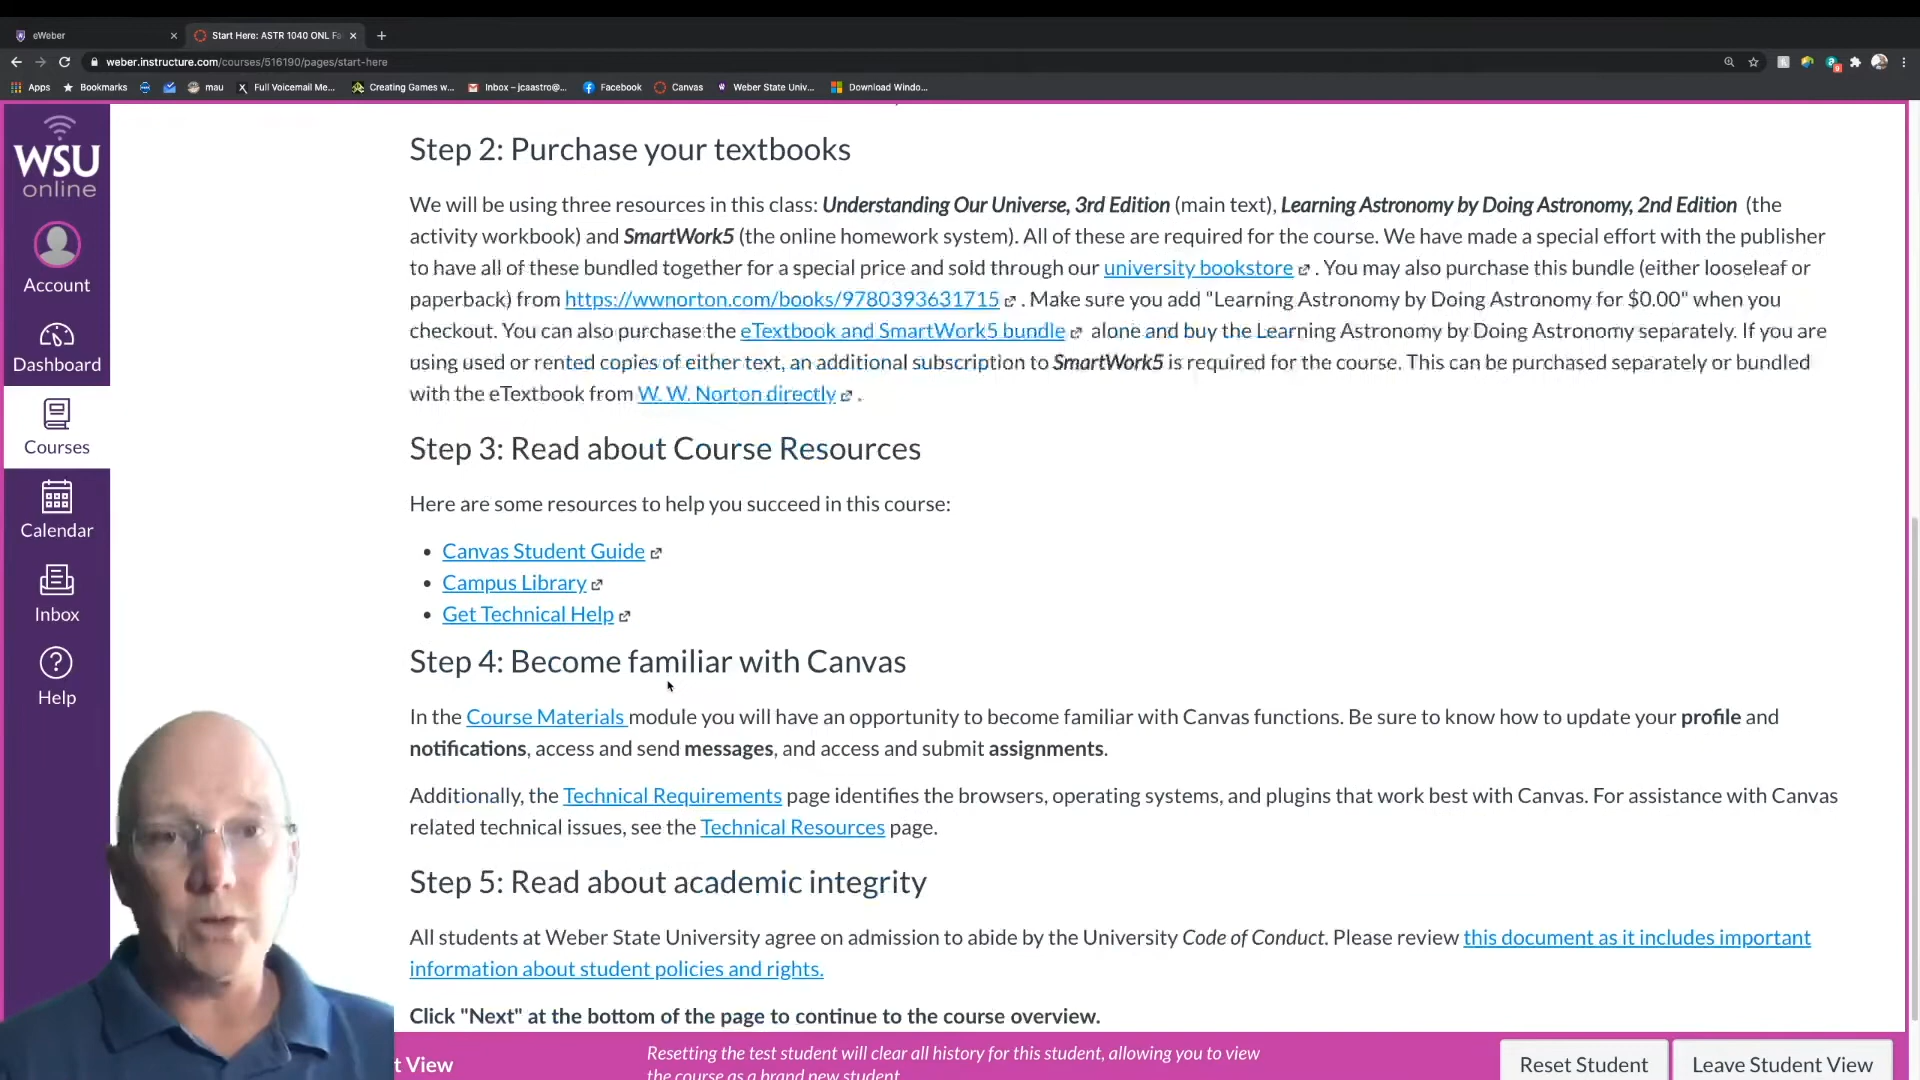 eWeber
Start Here: ASTR 1040 ONL Fa
weber.instructure.com/courses/516190/pages/start-here
Apps
Bookmarks
mau
Full Voicemail Me...
Creating Games w...
Inbox – jcaastro@...
Facebook
Canvas
Weber State Univ...
Download Windo...
WSU
online
Account
Dashboard
Courses
Calendar
Inbox
Help
Step 2: Purchase your textbooks
We will be using three resources in this class: Understanding Our Universe, 3rd Edition (main text), Learning Astronomy by Doing Astronomy, 2nd Edition (the
activity workbook) and SmartWork5 (the online homework system). All of these are required for the course. We have made a special effort with the publisher
to have all of these bundled together for a special price and sold through our university bookstore . You may also purchase this bundle (either looseleaf or
paperback) from https://wwnorton.com/books/9780393631715 . Make sure you add "Learning Astronomy by Doing Astronomy for $0.00" when you
checkout. You can also purchase the eTextbook and SmartWork5 bundle alone and buy the Learning Astronomy by Doing Astronomy separately. If you are
using used or rented copies of either text, an additional subscription to SmartWork5 is required for the course. This can be purchased separately or bundled
with the eTextbook from W. W. Norton directly .
Step 3: Read about Course Resources
Here are some resources to help you succeed in this course:
• Canvas Student Guide
• Campus Library
• Get Technical Help
Step 4: Become familiar with Canvas
In the Course Materials module you will have an opportunity to become familiar with Canvas functions. Be sure to know how to update your profile and
notifications, access and send messages, and access and submit assignments.
Additionally, the Technical Requirements page identifies the browsers, operating systems, and plugins that work best with Canvas. For assistance with Canvas
related technical issues, see the Technical Resources page.
Step 5: Read about academic integrity
All students at Weber State University agree on admission to abide by the University Code of Conduct. Please review this document as it includes important
information about student policies and rights.
Click "Next" at the bottom of the page to continue to the course overview.
t View
Resetting the test student will clear all history for this student, allowing you to view
the course as a brand new student
Reset Student
Leave Student View